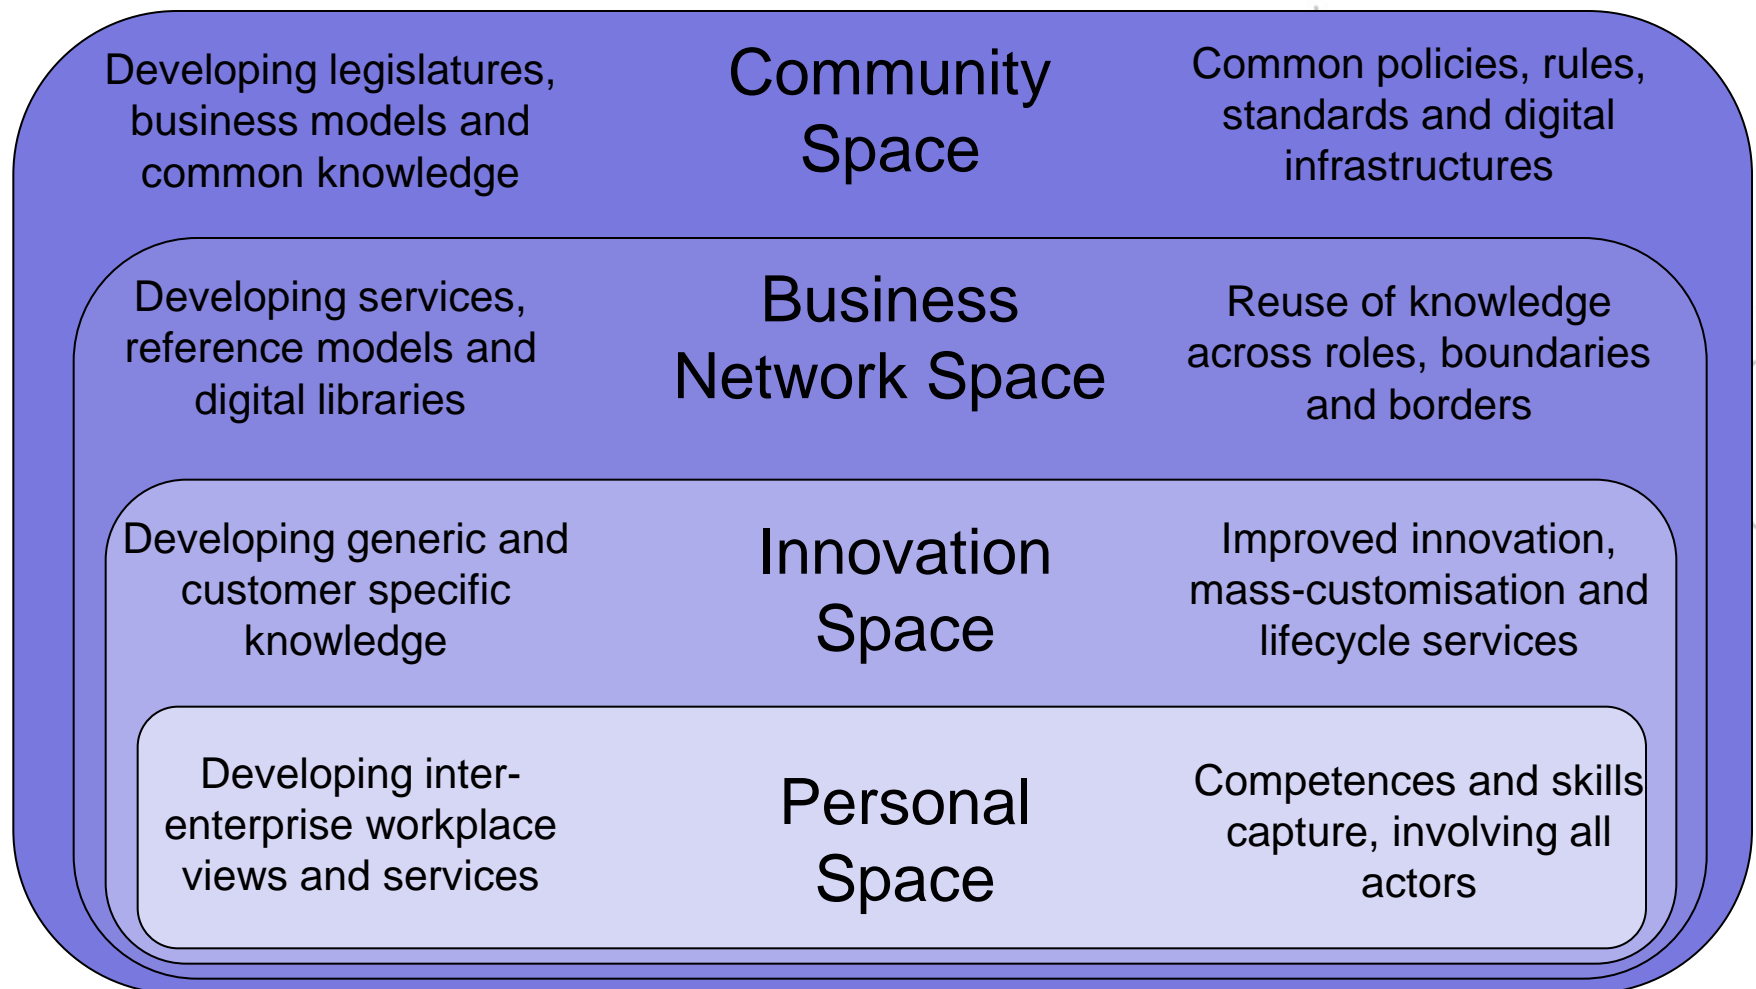 Developing legislatures,
business models and
common knowledge
Community
Space
Common policies, rules,
standards and digital
infrastructures
Developing services,
reference models and
digital libraries
Business
Network Space
Reuse of knowledge
across roles, boundaries
and borders
Developing generic and
customer specific
knowledge
Innovation
Space
Improved innovation,
mass-customisation and
lifecycle services
Developing inter-
enterprise workplace
views and services
Personal
Space
Competences and skills
capture, involving all
actors